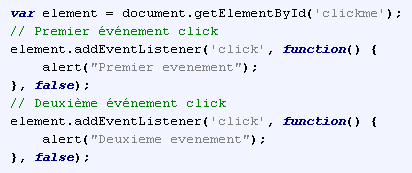 var element = document.getElementById('clickme');
// Premier événement click
element.addEventListener('click', function() {
    alert("Premier evenement");
}, false);
// Deuxième événement click
element.addEventListener('click', function() {
    alert("Deuxieme evenement");
}, false);